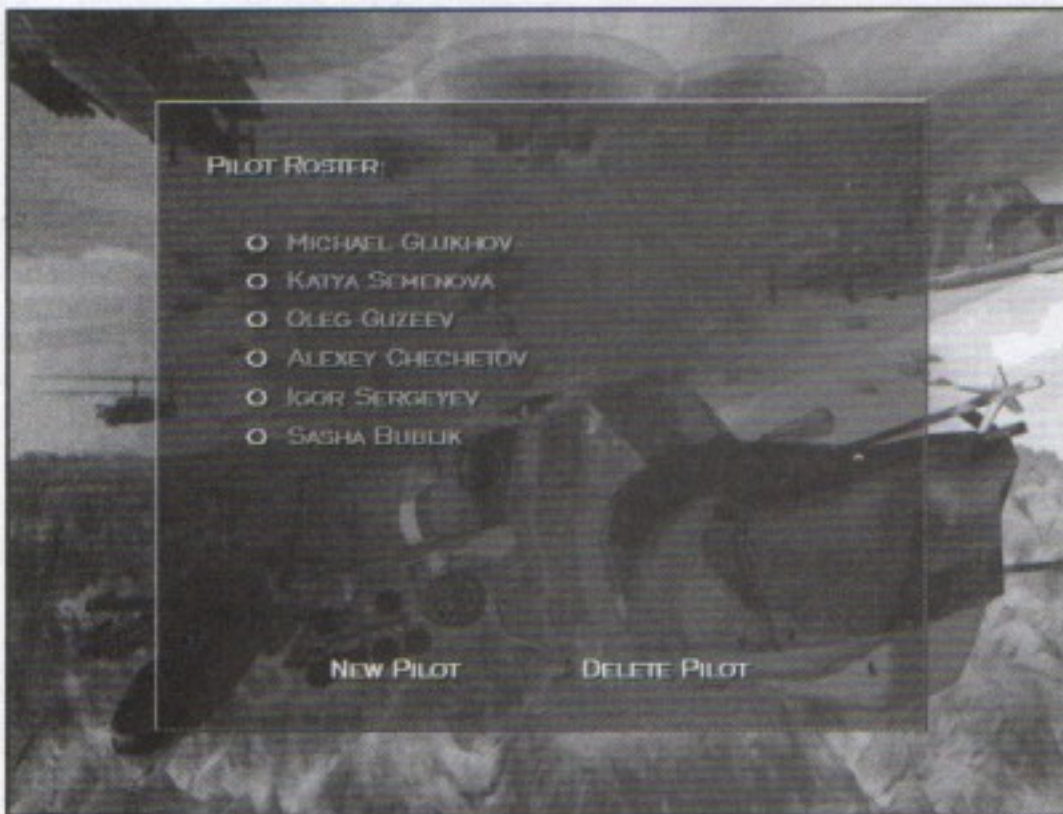 PILOT ROSTER:
MICHAEL GLUKHOV
KATYA SEMENOVA
OLEG GUZEEV
ALEXEY CHECHETOV
IGOR SERGEYEV
SASHA BUBLIK
NEW PILOT DELETE PILOT